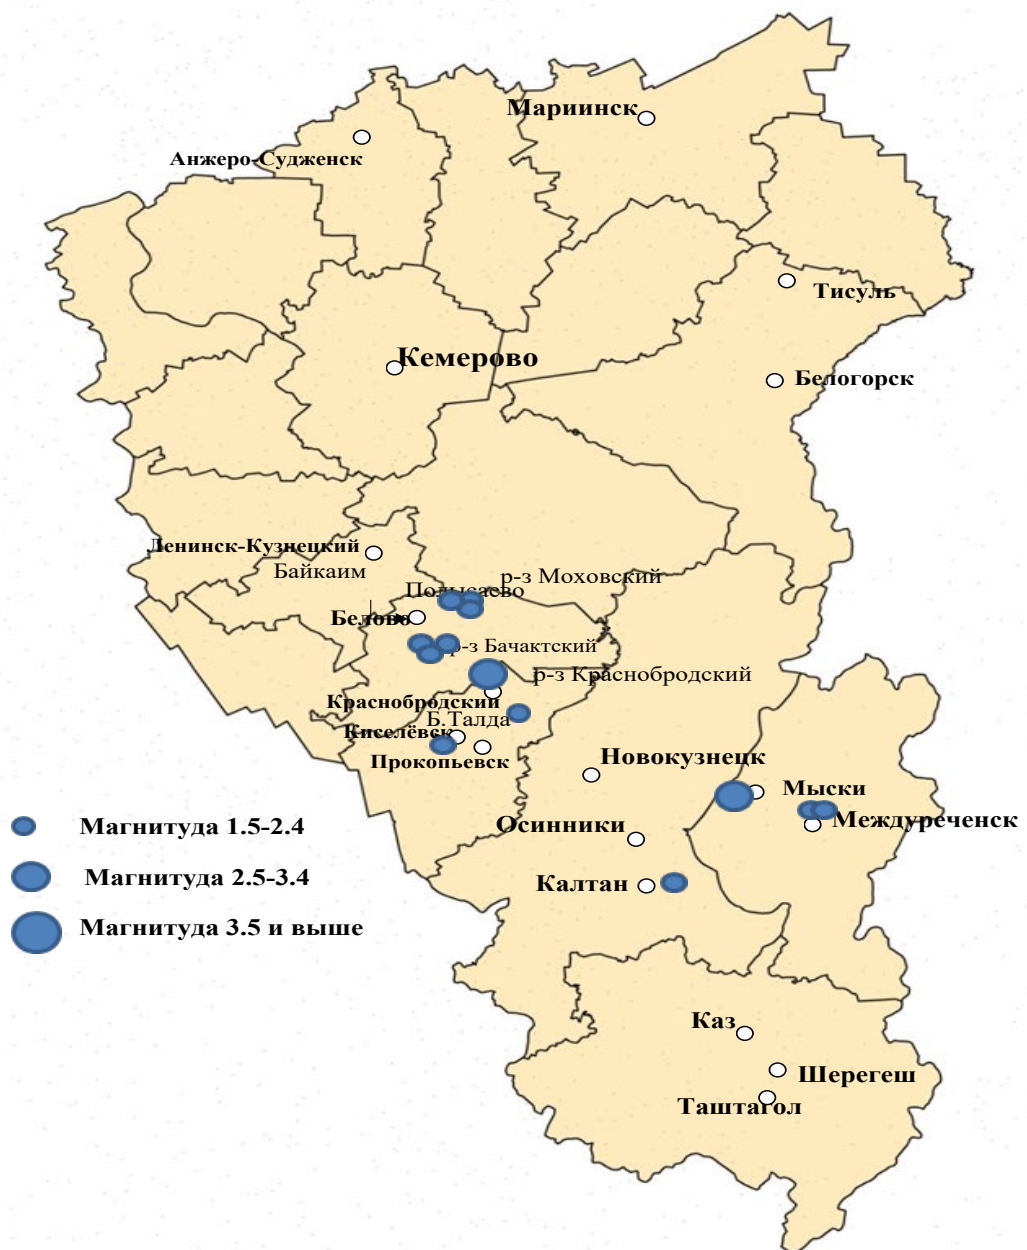 Мариинск
Анжеро-Судженск
Тисуль
Кемерово
Белогорск
Ленинск-Кузнецкий
Байкаим
р-з Моховский
Полысаево
Белово
р-з Бачактский
р-з Краснобродский
Краснобродский
Б.Талда
Киселёвск
Прокопьевск
Новокузнецк
Мыски
Междуреченск
Осинники
Калтан
Магнитуда 1.5-2.4
Магнитуда 2.5-3.4
Магнитуда 3.5 и выше
Каз
Шерегеш
Таштагол